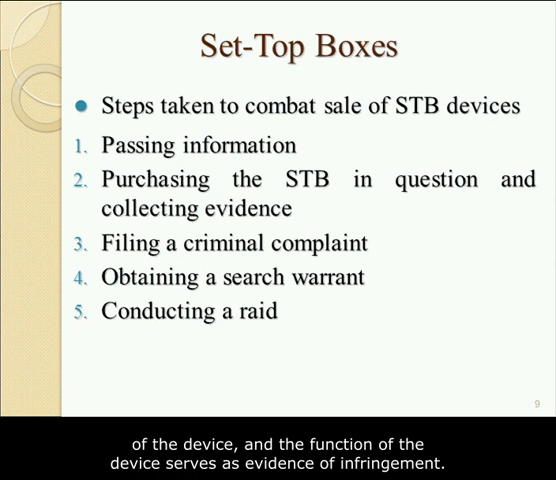 Set-Top Boxes
Steps taken to combat sale of STB devices
1. Passing information
2. Purchasing the STB in question and
collecting evidence
3. Filing a criminal complaint
4. Obtaining a search warrant
5. Conducting a raid
9
of the device, and the function of the
device serves as evidence of infringement.